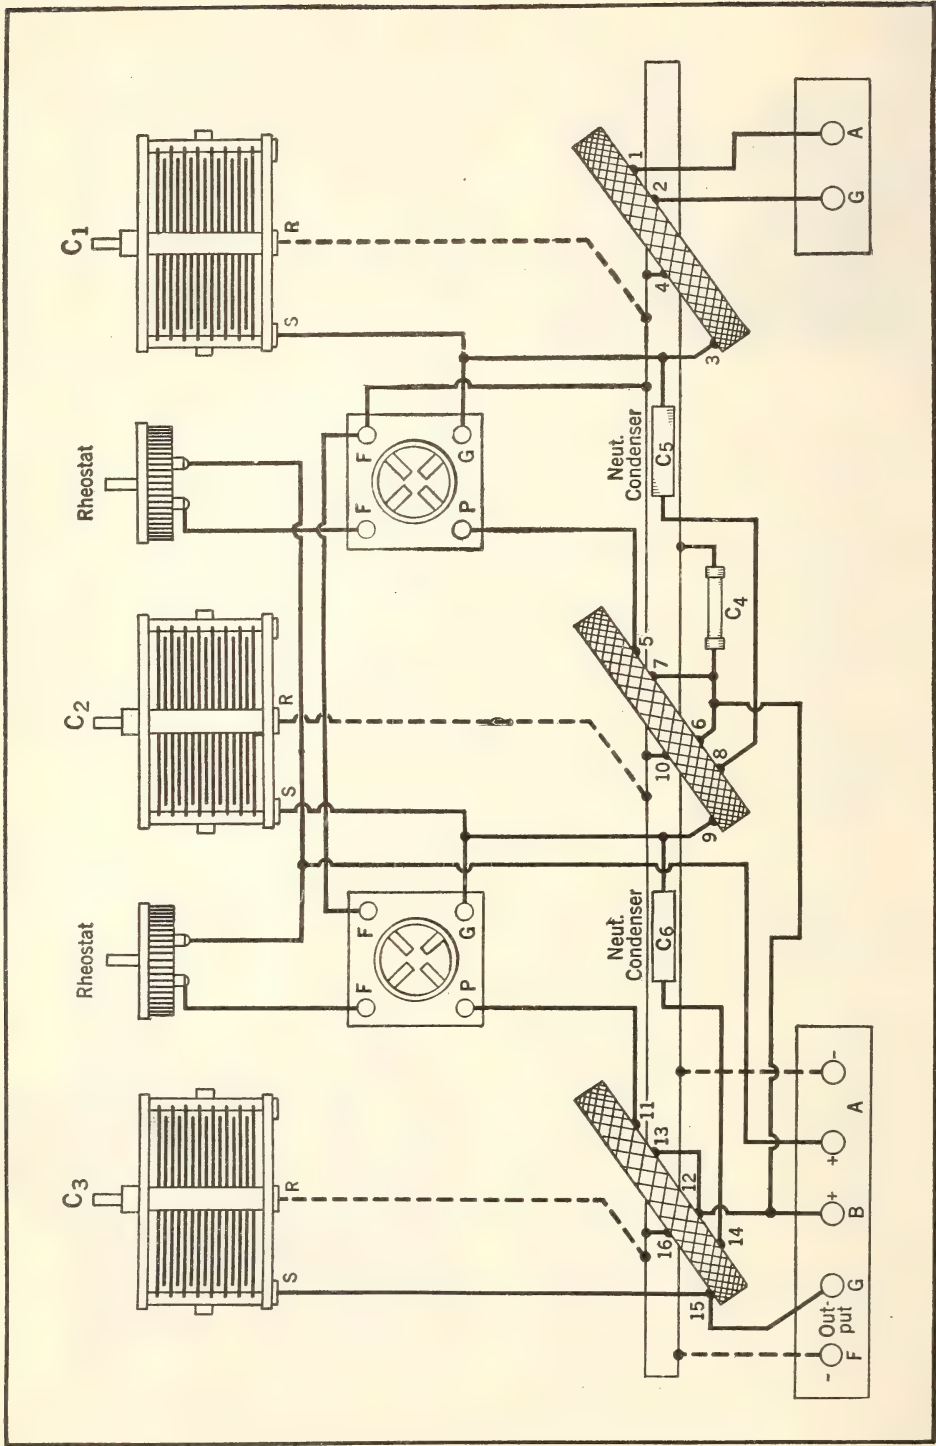 C1
R
S
Rheostat
F
G
F
P
Neut.
Condenser
C5
1
2
4
3
A
G
C2
R
S
5
7
6
8
10
9
C4
Rheostat
F
G
F
P
Neut.
Condenser
C6
C3
R
S
11
13
12
14
16
15
-
A
+
+
B
G
Out-
put
F
-